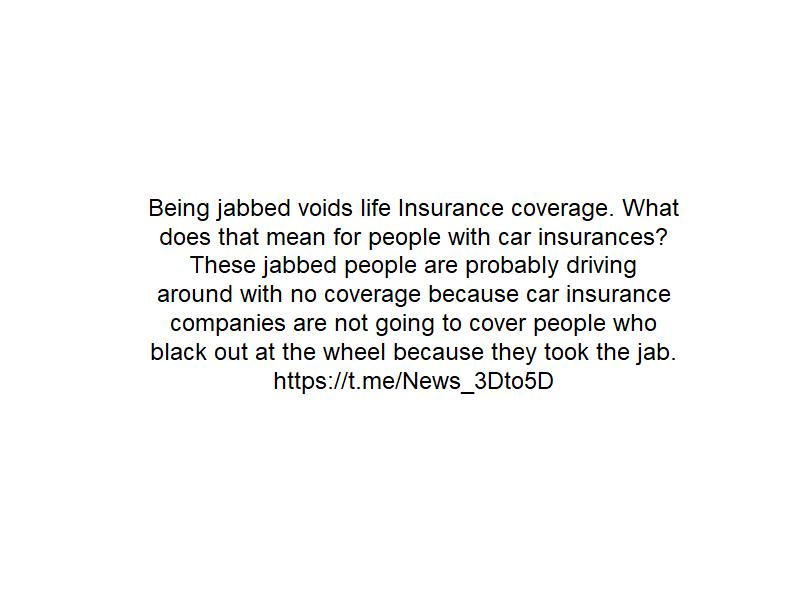 Being jabbed voids life Insurance coverage. What
does that mean for people with car insurances?
These jabbed people are probably driving
around with no coverage because car insurance
companies are not going to cover people who
black out at the wheel because they took the jab.
https://t.me/News_3Dto5D